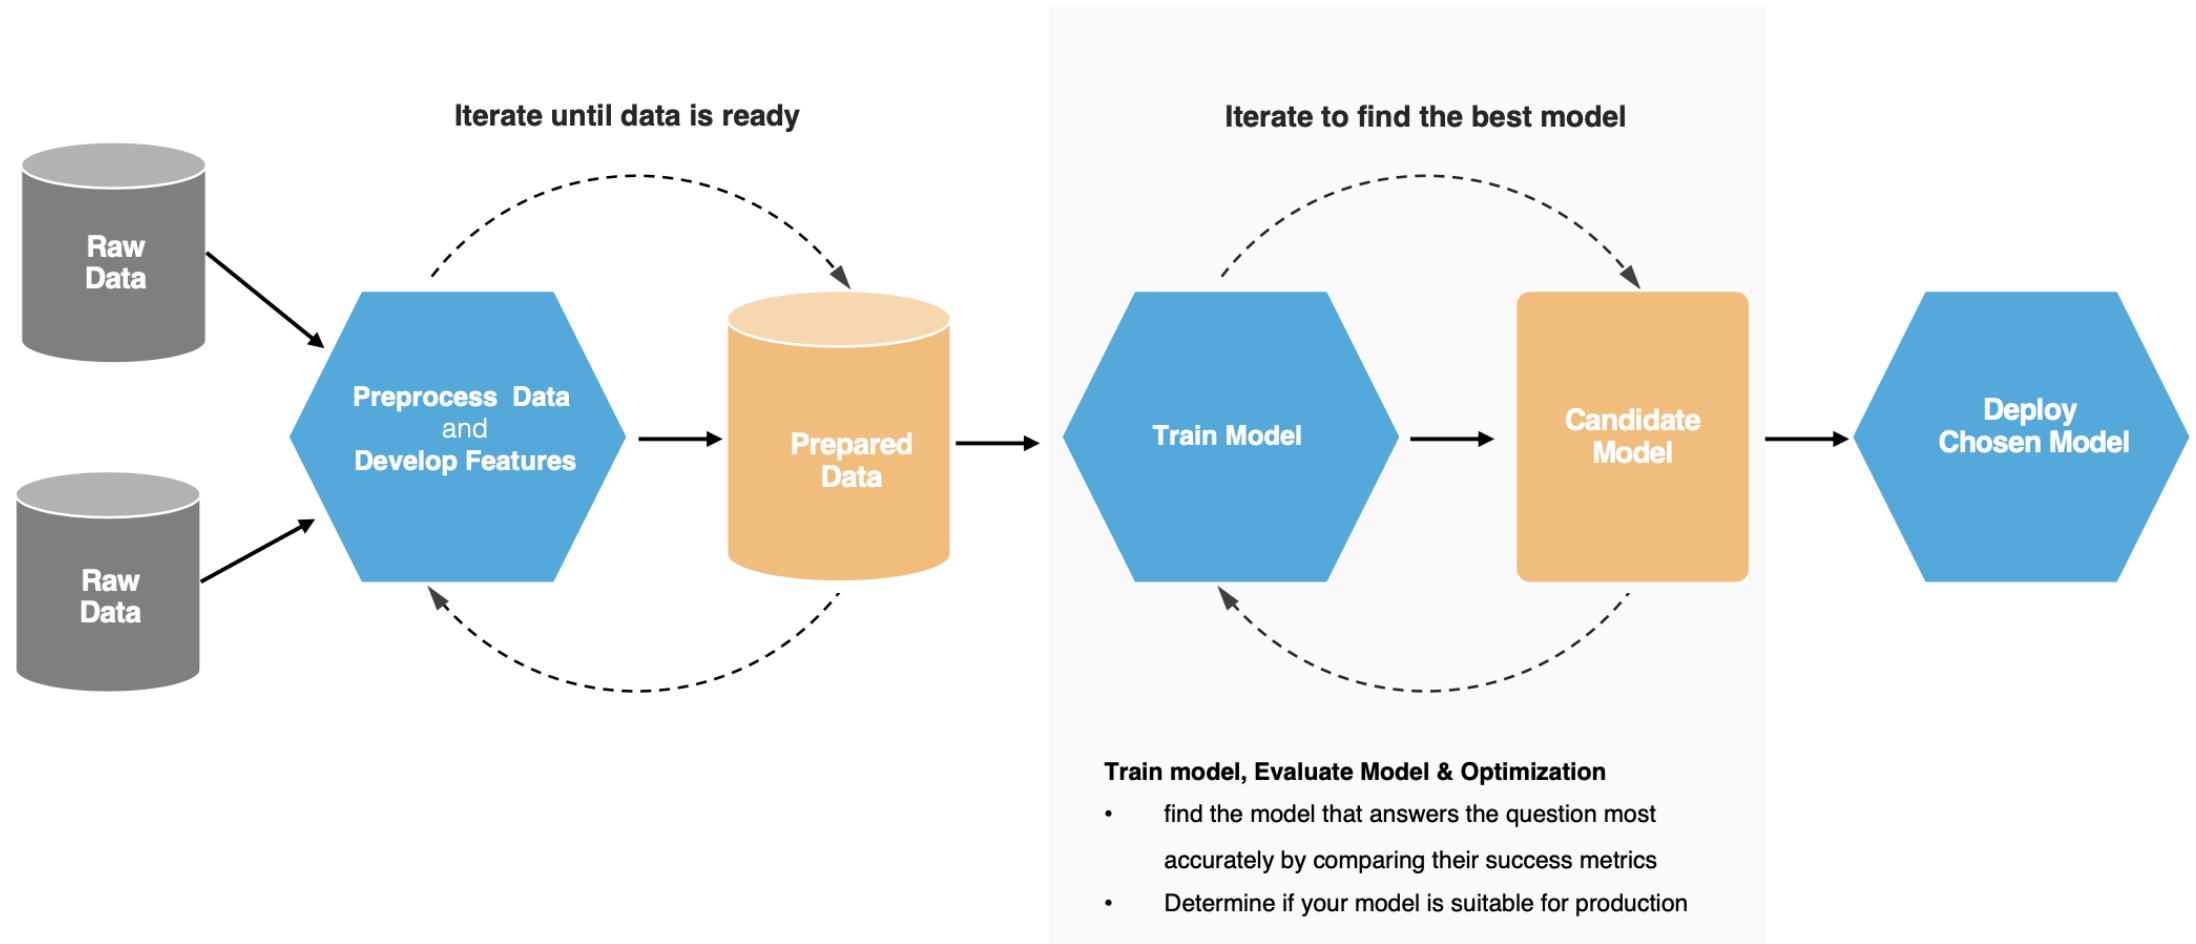 Iterate until data is ready
Iterate to find the best model
Raw
Data
Raw
Data
Preprocess Data
and
Develop Features
Prepared
Data
Train Model
Candidate
Model
Deploy
Chosen Model
Train model, Evaluate Model & Optimization
• find the model that answers the question most
accurately by comparing their success metrics
• Determine if your model is suitable for production